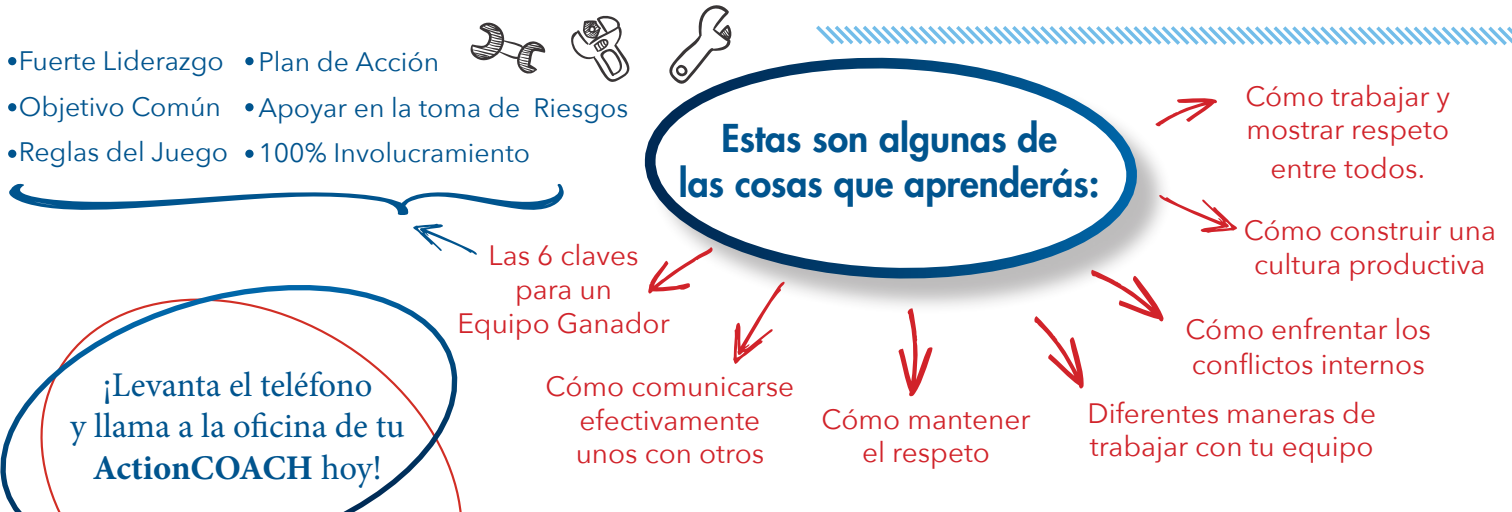 •Fuerte Liderazgo •Plan de Acción
•Objetivo Común •Apoyar en la toma de Riesgos
•Reglas del Juego •100% Involucramiento
Estas son algunas de
las cosas que aprenderás:
Cómo trabajar y
mostrar respeto
entre todos.
Cómo construir una
cultura productiva
Cómo enfrentar los
conflictos internos
Diferentes maneras de
trabajar con tu equipo
Cómo mantener
el respeto
Cómo comunicarse
efectivamente
unos con otros
Las 6 claves
para un
Equipo Ganador
¡Levanta el teléfono
y llama a la oficina de tu
ActionCOACH hoy!